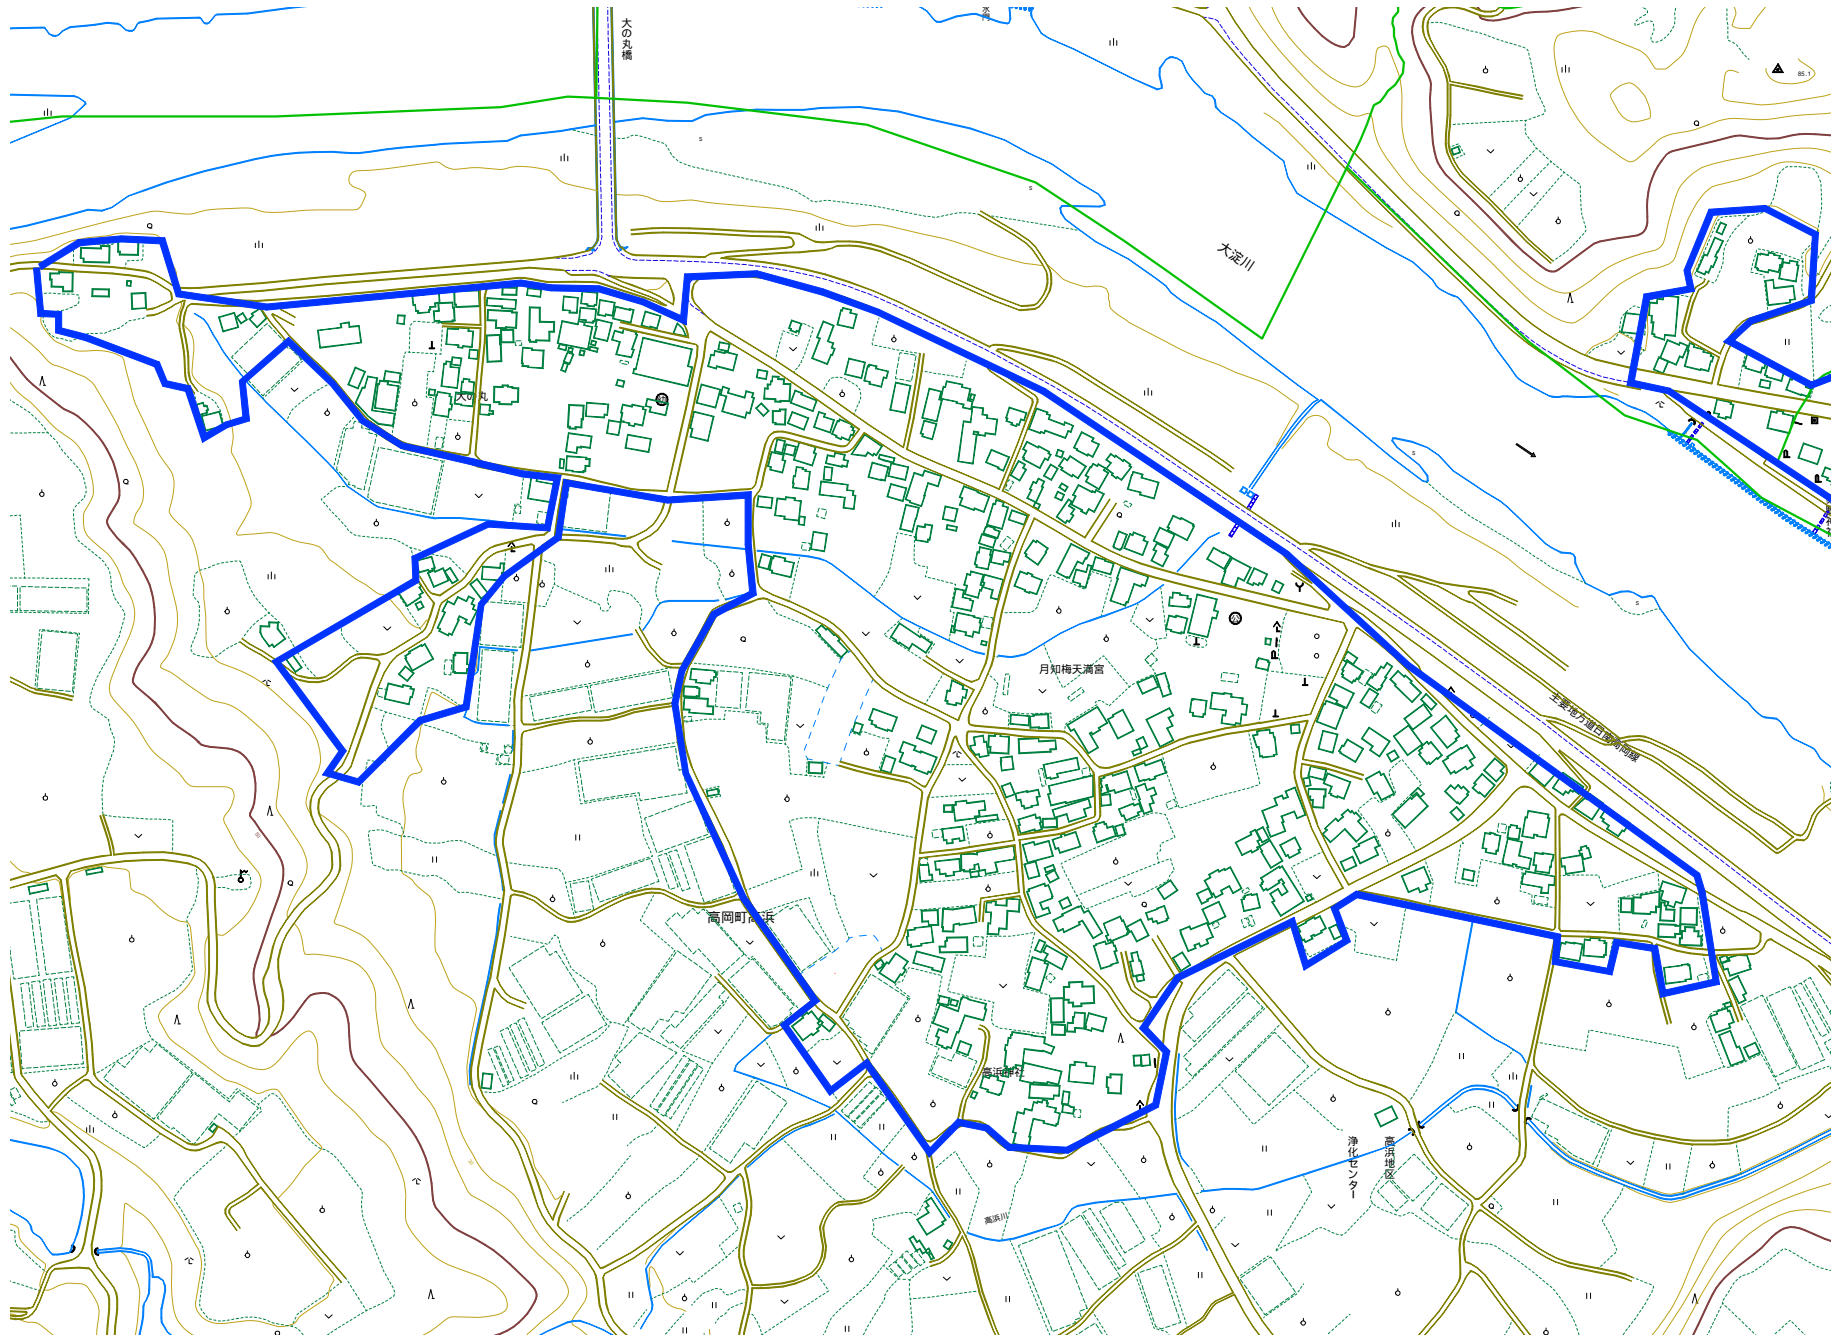 大の丸橋
85.1
大淀川
大の丸
月知梅天満宮
主要地方道日南高岡線
高岡町高浜
高浜神社
高浜地区
浄化センター
高浜川